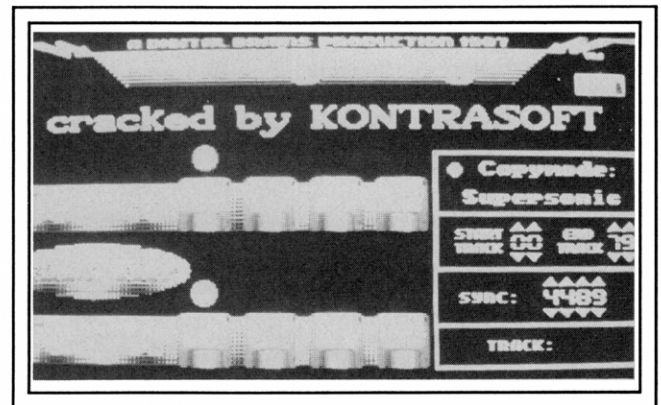 A DIGITAL DREAMS PRODUCTION 1987
cracked by KONTRASOFT
Copymode:
Supersonic
START TRACK 00 END TRACK 79
SYNC: 4489
TRACK: